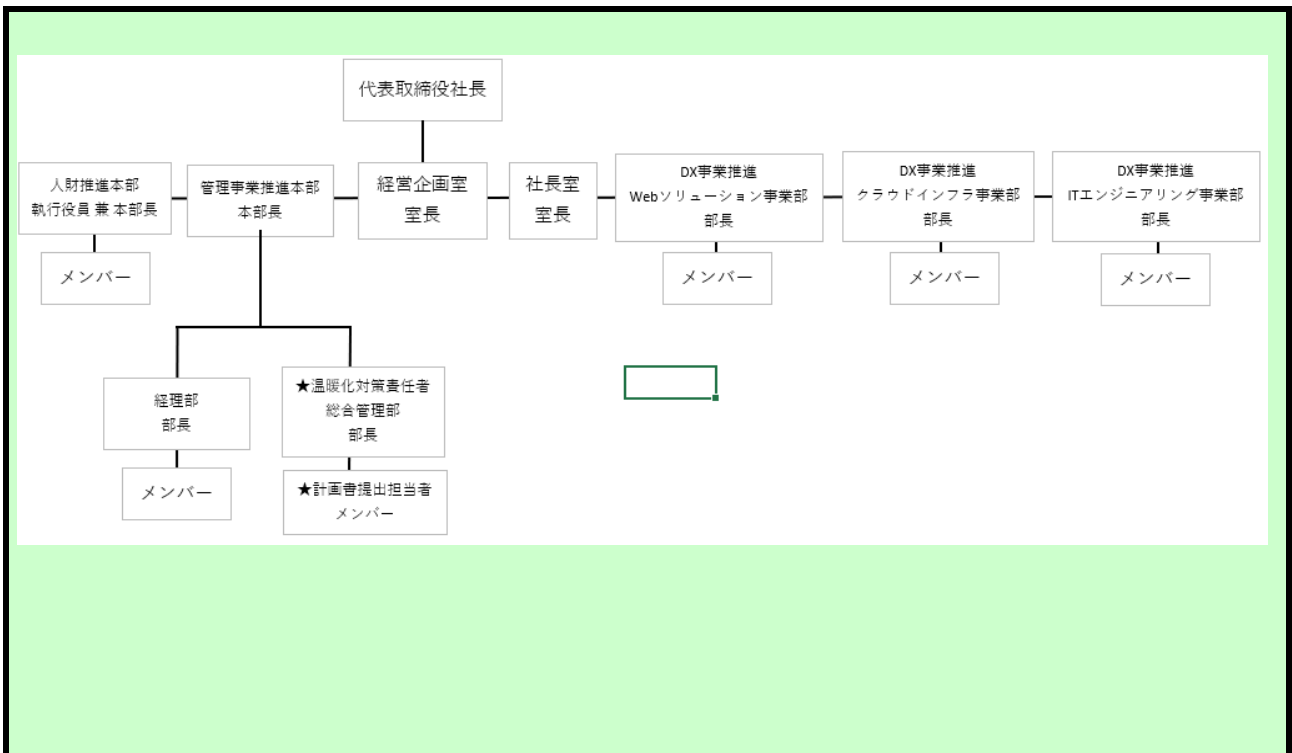 代表取締役社長
人財推進本部
執行役員 兼 本部長
管理事業推進本部
本部長
経営企画室
室長
社長室
室長
DX事業推進
Webソリューション事業部
部長
DX事業推進
クラウドインフラ事業部
部長
DX事業推進
ITエンジニアリング事業部
部長
メンバー
メンバー
メンバー
メンバー
経理部
部長
★温暖化対策責任者
総合管理部
部長
メンバー
★計画書提出担当者
メンバー